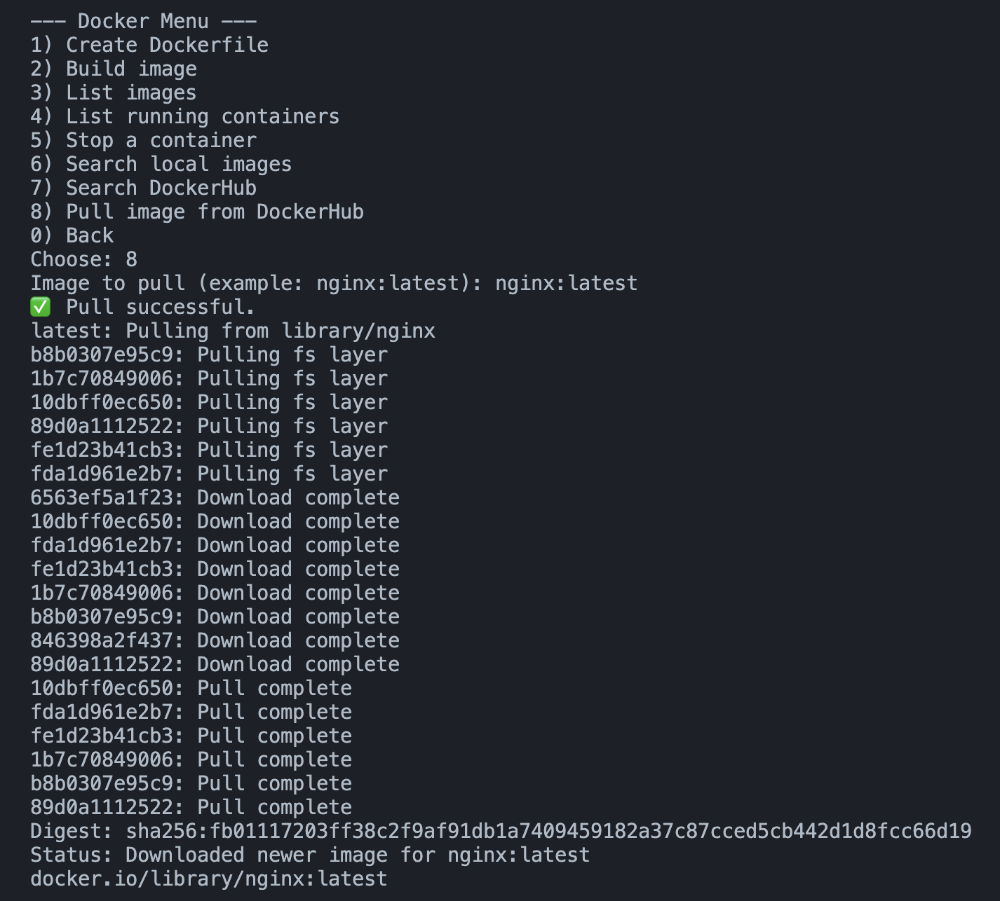 --- Docker Menu ---
1) Create Dockerfile
2) Build image
3) List images
4) List running containers
5) Stop a container
6) Search local images
7) Search DockerHub
8) Pull image from DockerHub
0) Back
Choose: 8
Image to pull (example: nginx:latest): nginx:latest
✅ Pull successful.
latest: Pulling from library/nginx
b8b0307e95c9: Pulling fs layer
1b7c70849006: Pulling fs layer
10dbff0ec650: Pulling fs layer
89d0a1112522: Pulling fs layer
fe1d23b41cb3: Pulling fs layer
fda1d961e2b7: Pulling fs layer
6563ef5a1f23: Download complete
10dbff0ec650: Download complete
fda1d961e2b7: Download complete
fe1d23b41cb3: Download complete
1b7c70849006: Download complete
b8b0307e95c9: Download complete
846398a2f437: Download complete
89d0a1112522: Download complete
10dbff0ec650: Pull complete
fda1d961e2b7: Pull complete
fe1d23b41cb3: Pull complete
1b7c70849006: Pull complete
b8b0307e95c9: Pull complete
89d0a1112522: Pull complete
Digest: sha256:fb01117203ff38c2f9af91db1a7409459182a37c87cced5cb442d1d8fcc66d19
Status: Downloaded newer image for nginx:latest
docker.io/library/nginx:latest